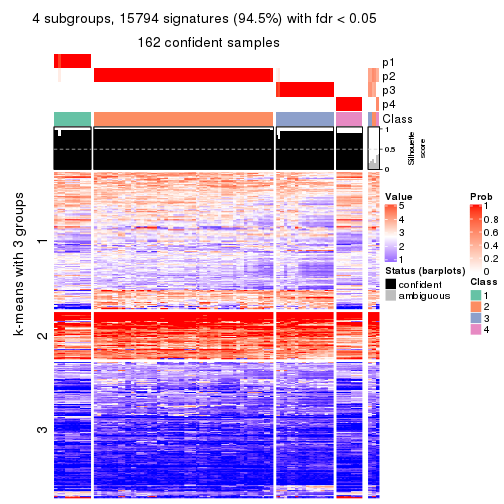 4 subgroups, 15794 signatures (94.5%) with fdr < 0.05
162 confident samples
p1
p2
p3
p4
Class
1
0.5
0
Silhouette
score
k-means with 3 groups
1
2
3
Value
5
4
3
2
1
Status (barplots)
confident
ambiguous
Prob
1
0.8
0.6
0.4
0.2
0
Class
1
2
3
4